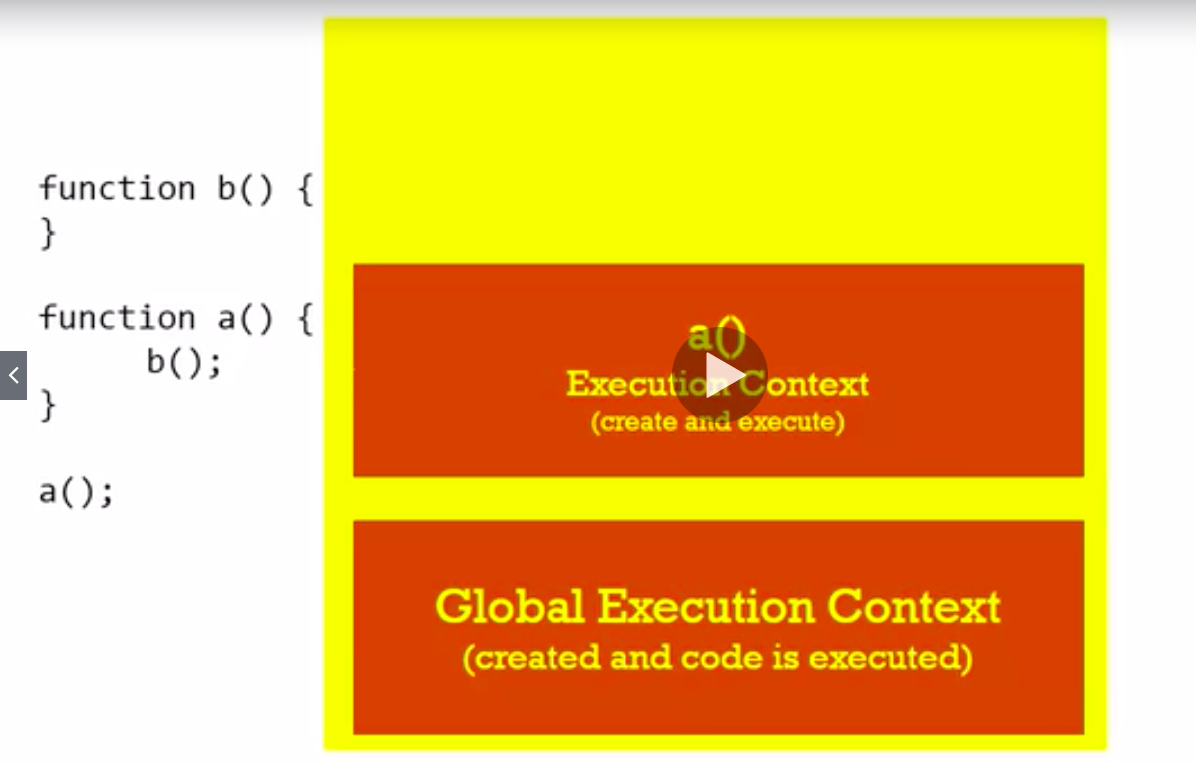 function b() {
}
function a() {
b();
}
a();
a()
Execution Context
(create and execute)
Global Execution Context
(created and code is executed)